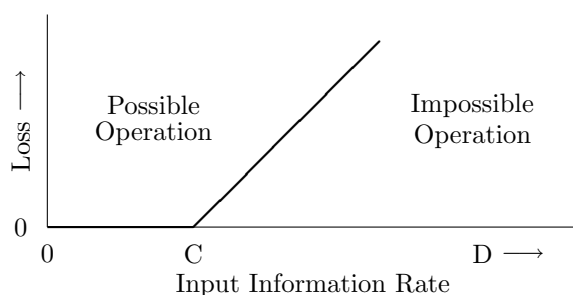 Loss ⟶
Possible
Operation
Impossible
Operation
0
0
C
D ⟶
Input Information Rate